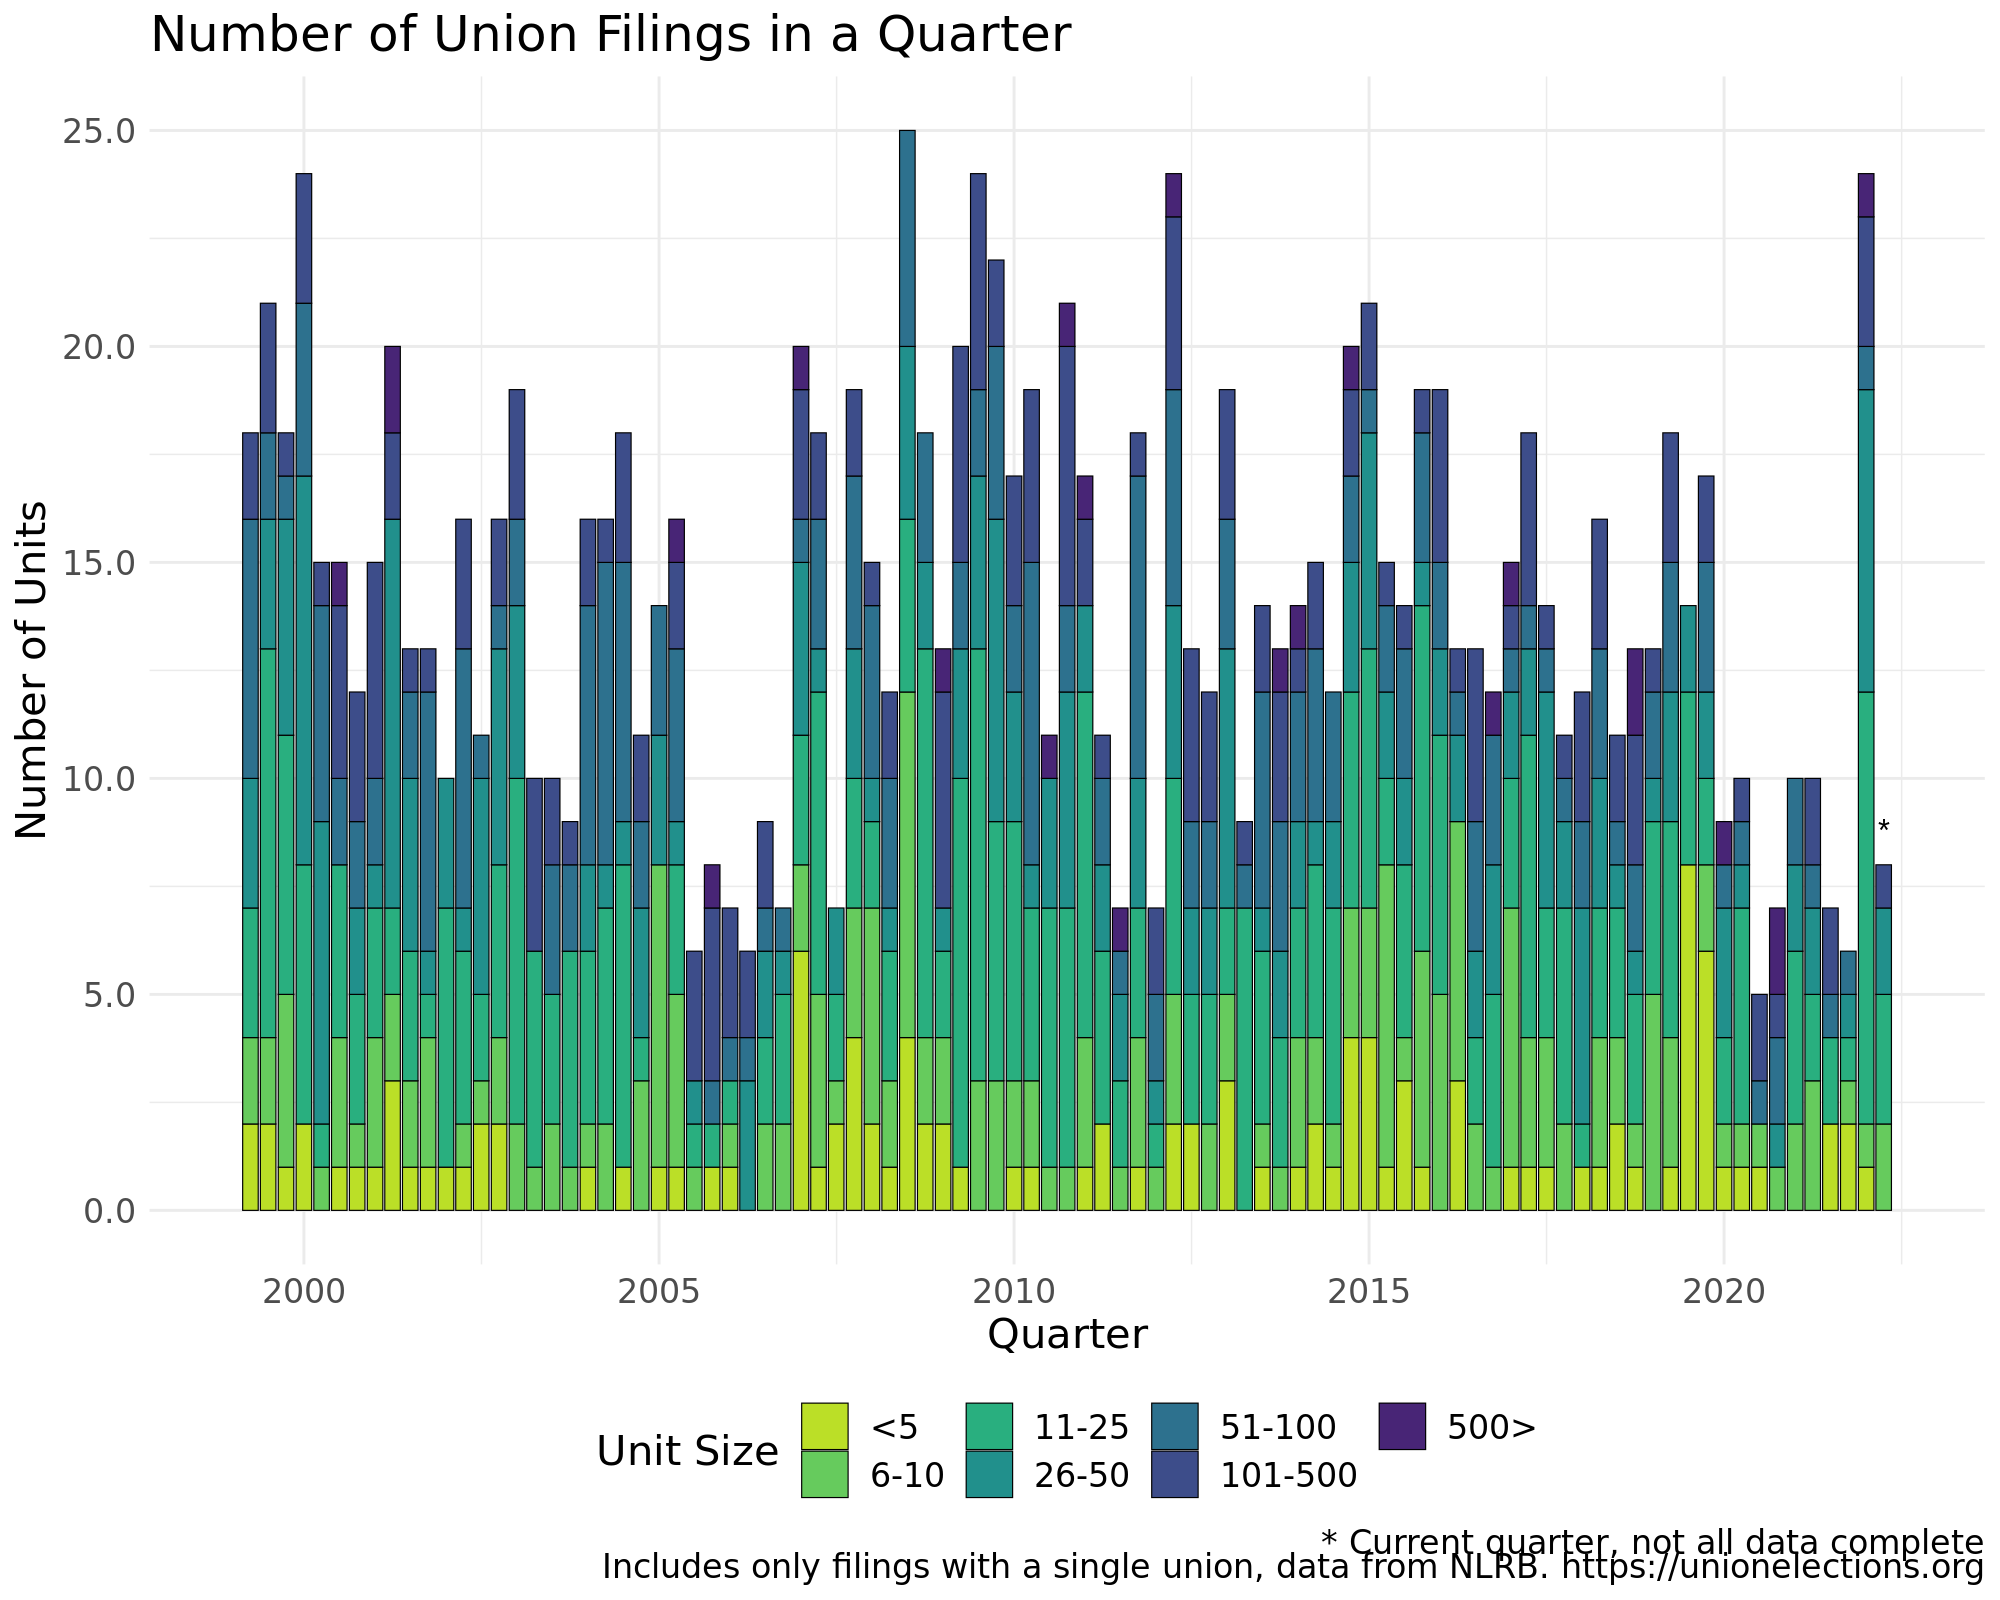 Number of Union Filings in a Quarter
Number of Units
25.0
20.0
15.0
10.0
5.0
0.0
*
2000 2005 2010 2015 2020
Quarter
Unit Size
<5 11-25 51-100 500>
6-10 26-50 101-500
* Current quarter, not all data complete
Includes only filings with a single union, data from NLRB. https://unionelections.org